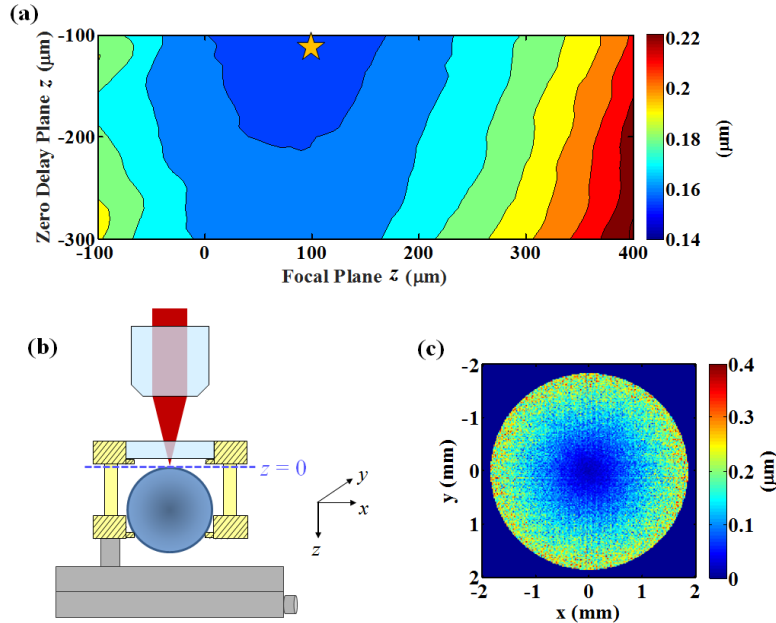 (a)
-100
-200
-300
Zero Delay Plane z (μm)
-100
0
100
200
300
400
Focal Plane z (μm)
0.22
0.2
0.18
0.16
0.14
(μm)
(b)
z = 0
y
x
z
(c)
-2
-1
0
1
2
y (mm)
-2
-1
0
1
2
x (mm)
0.4
0.3
0.2
0.1
0
(μm)